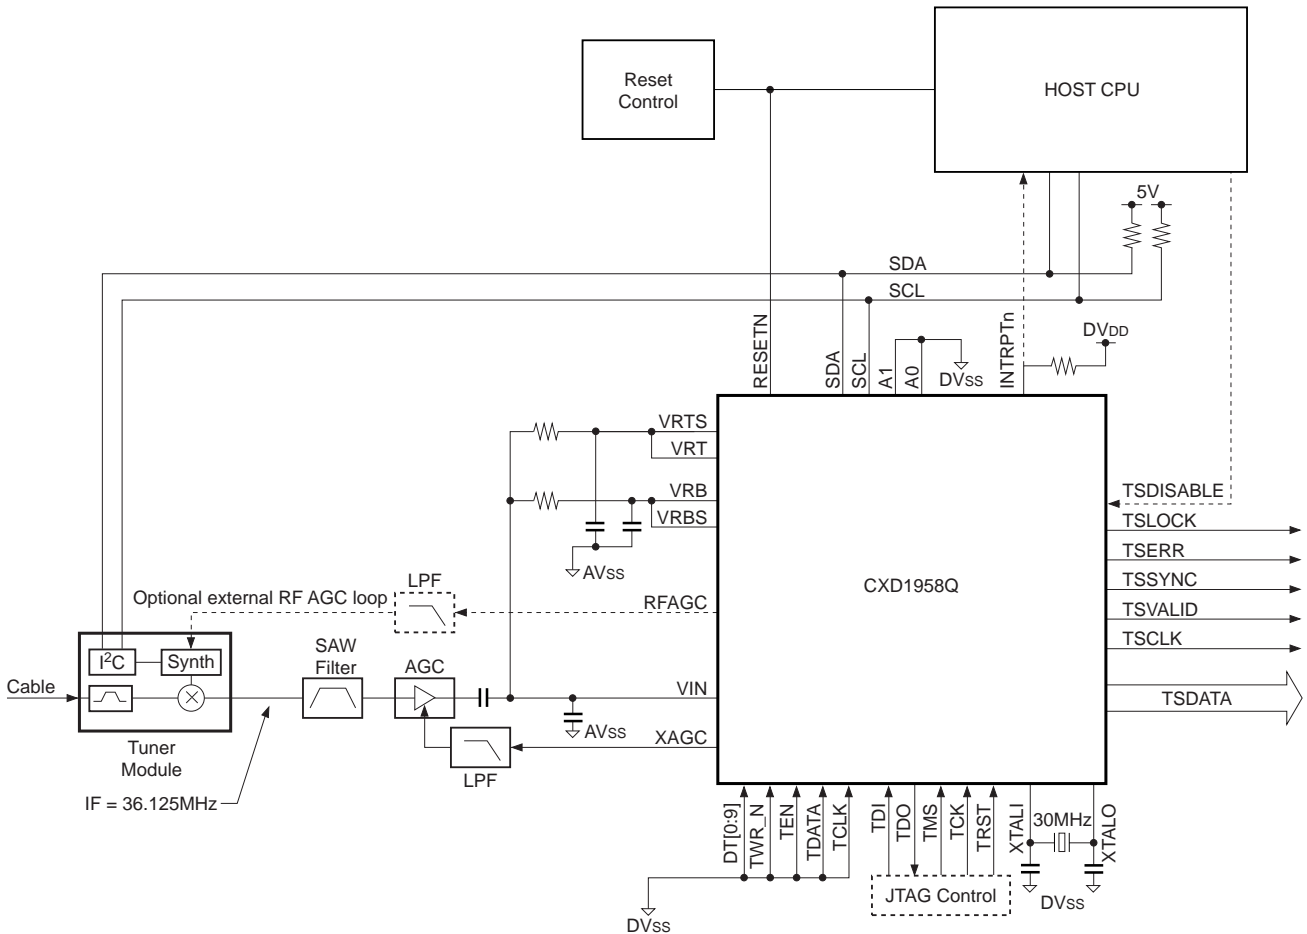 Reset
Control
HOST CPU
5V
SDA
SCL
DVDD
RESETN
SDA
SCL
A1
A0
DVSS
INTRPTn
VRTS
VRT
VRB
VRBS
AVSS
TSDISABLE
TSLOCK
TSERR
TSSYNC
TSVALID
TSCLK
TSDATA
CXD1958Q
LPF
Optional external RF AGC loop
RFAGC
I2C
Synth
SAW
Filter
AGC
Cable
VIN
AVSS
XAGC
LPF
Tuner
Module
IF = 36.125MHz
DT[0:9]
TWR_N
TEN
TDATA
TCLK
TDI
TDO
TMS
TCK
TRST
XTALI
30MHz
XTALO
JTAG Control
DVSS
DVSS